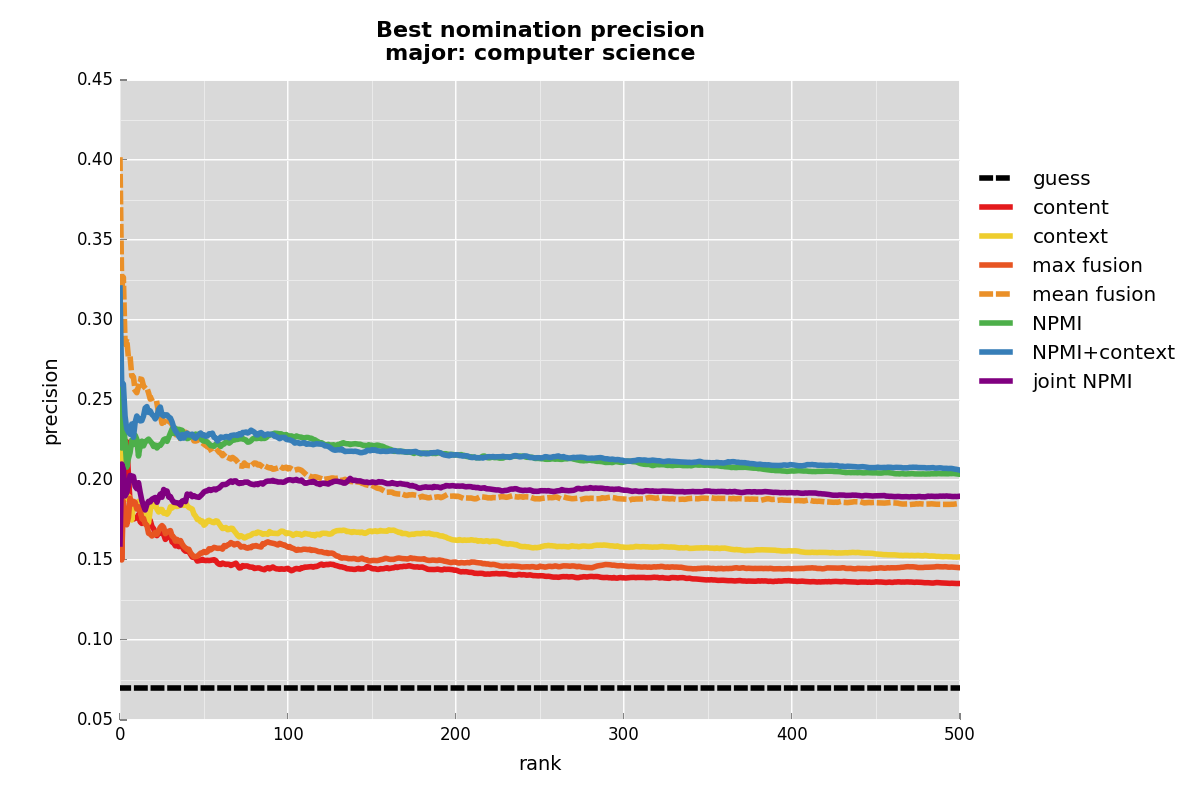 Best nomination precision
major: computer science
0.45
0.40
0.35
0.30
0.25
0.20
0.15
0.10
0.05
precision
0 100 200 300 400 500
rank
guess
content
context
max fusion
mean fusion
NPMI
NPMI+context
joint NPMI